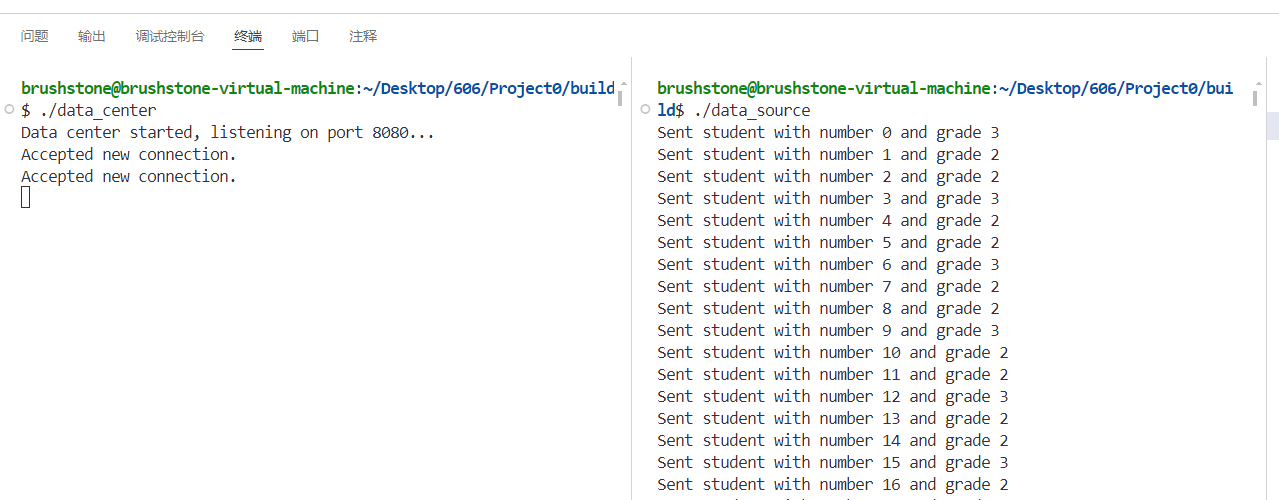 问题 输出 调试控制台 终端 端口 注释
brushstone@brushstone-virtual-machine:~/Desktop/606/Project0/build
$ ./data_center
Data center started, listening on port 8080...
Accepted new connection.
Accepted new connection.
brushstone@brushstone-virtual-machine:~/Desktop/606/Project0/bui
ld$ ./data_source
Sent student with number 0 and grade 3
Sent student with number 1 and grade 2
Sent student with number 2 and grade 2
Sent student with number 3 and grade 3
Sent student with number 4 and grade 2
Sent student with number 5 and grade 2
Sent student with number 6 and grade 3
Sent student with number 7 and grade 2
Sent student with number 8 and grade 2
Sent student with number 9 and grade 3
Sent student with number 10 and grade 2
Sent student with number 11 and grade 2
Sent student with number 12 and grade 3
Sent student with number 13 and grade 2
Sent student with number 14 and grade 2
Sent student with number 15 and grade 3
Sent student with number 16 and grade 2